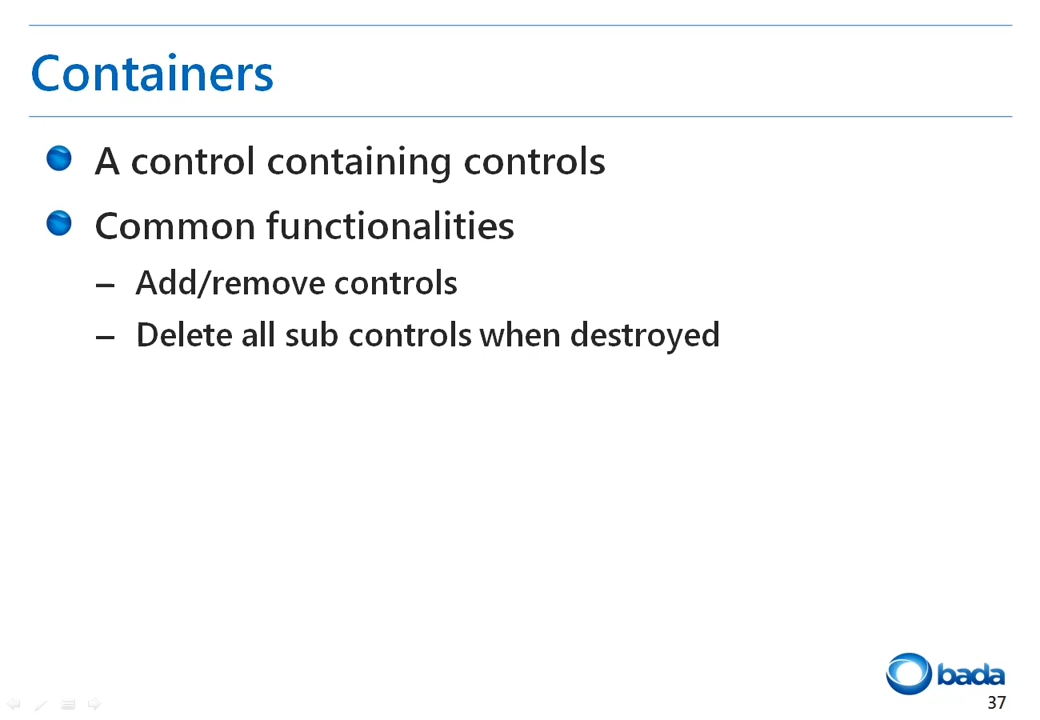 Containers
A control containing controls
Common functionalities
– Add/remove controls
– Delete all sub controls when destroyed
bada
37